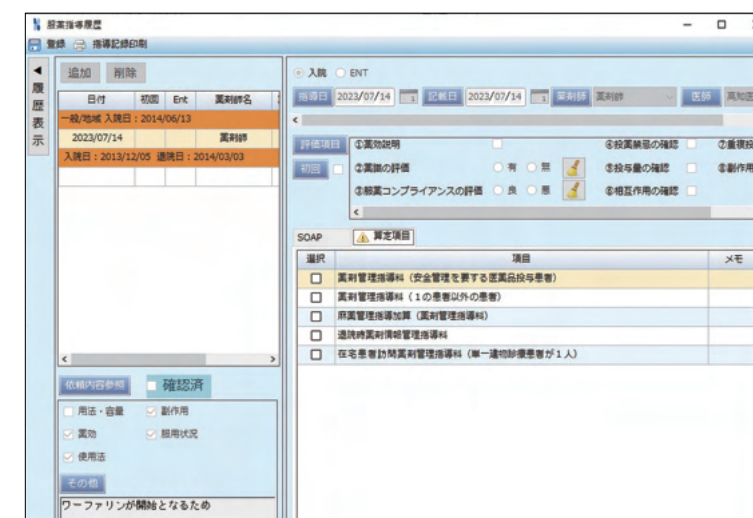 服薬指導履歴
登録 指導記録印刷
履歴表示
追加 削除
日付 初回 Ent 薬剤師名
一般/地域 入院日：2014/06/13
2023/07/14 薬剤師
入院日：2013/12/05 退院日：2014/03/03
依頼内容参照 確認済
用法・容量 副作用
薬効 服用状況
使用法
その他
ワーファリンが開始となるため
入院 ENT
指導日 2023/07/14 記載日 2023/07/14 薬剤師 薬剤師 医師 高知医
評価項目 ①薬効説明 ④投薬禁忌の確認 ⑦重複投
初回 ②薬識の評価 有 無 ⑤投与量の確認 ⑧副作用
③服薬コンプライアンスの評価 良 悪 ⑥相互作用の確認
SOAP 算定項目
選択 項目 メモ
薬剤管理指導料（安全管理を要する医薬品投与患者）
薬剤管理指導料（１の患者以外の患者）
麻薬管理指導加算（薬剤管理指導料）
退院時薬剤情報管理指導料
在宅患者訪問薬剤管理指導料（単一建物診療患者が１人）